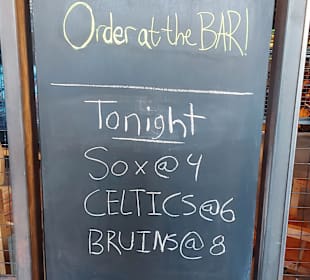 Order at the BAR!
Tonight
Sox@4
CELTICS@6
BRUINS@8